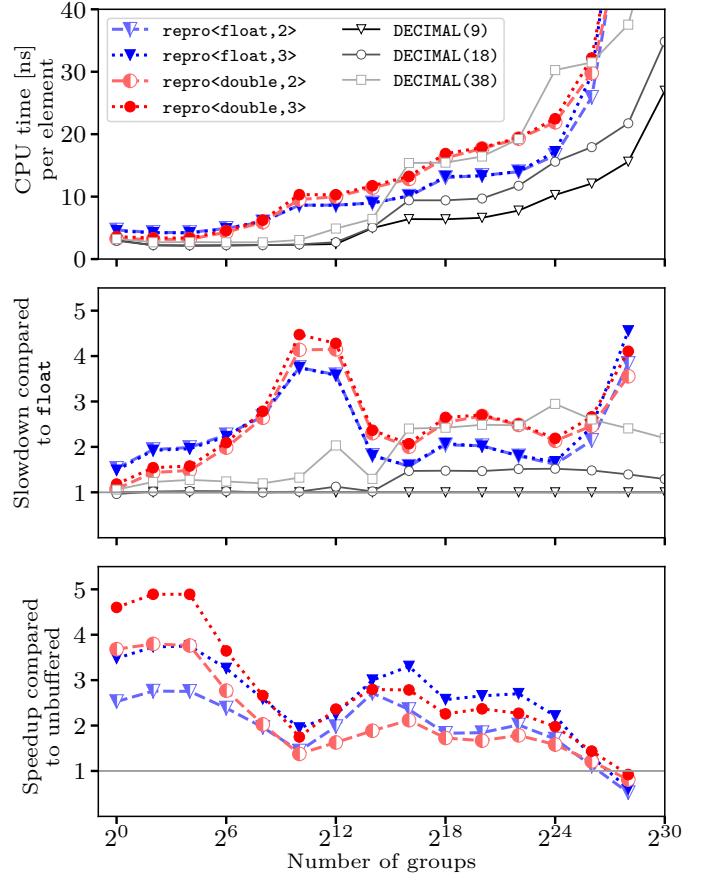 40
30
20
10
0
CPU time [ns]
per element
repro<float,2>
repro<float,3>
repro<double,2>
repro<double,3>
DECIMAL(9)
DECIMAL(18)
DECIMAL(38)
5
4
3
2
1
Slowdown compared
to float
5
4
3
2
1
Speedup compared
to unbuffered
2^0 2^6 2^12 2^18 2^24 2^30
Number of groups